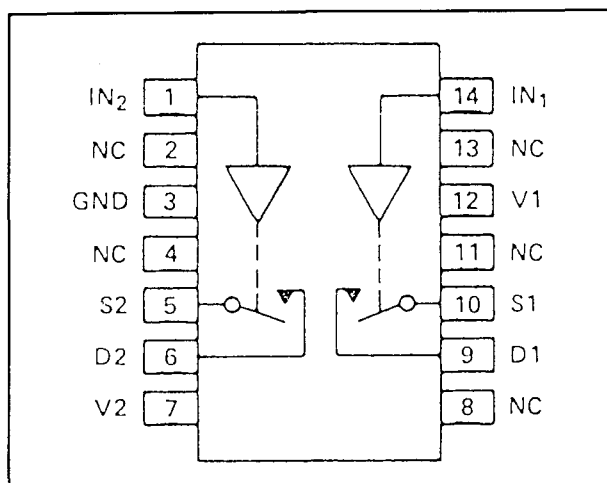 IN₂ 1 14 IN₁
NC 2 13 NC
GND 3 12 V1
NC 4 11 NC
S2 5 10 S1
D2 6 9 D1
V2 7 8 NC